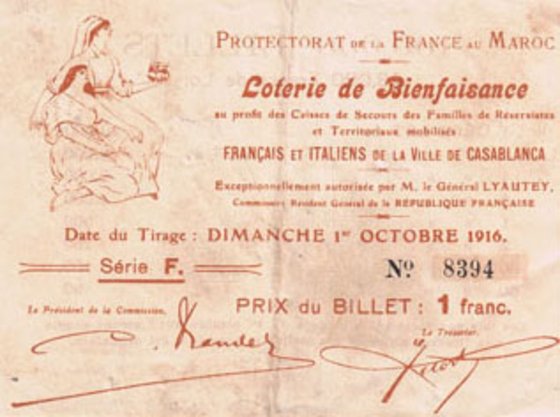 PROTECTORAT DE LA FRANCE AU MAROC
Loterie de Bienfaisance
au profit des Caisses de Secours des Familles de Réservistes
et Territoriaux mobilisés
FRANÇAIS ET ITALIENS DE LA VILLE DE CASABLANCA
Exceptionnellement autorisée par M. le Général LYAUTEY,
Commissaire Résident Général de la RÉPUBLIQUE FRANÇAISE
Date du Tirage : DIMANCHE 1er OCTOBRE 1916.
Série F. Nº 8394
Le Président de la Commission, PRIX du BILLET : 1 franc.
Le Trésorier.